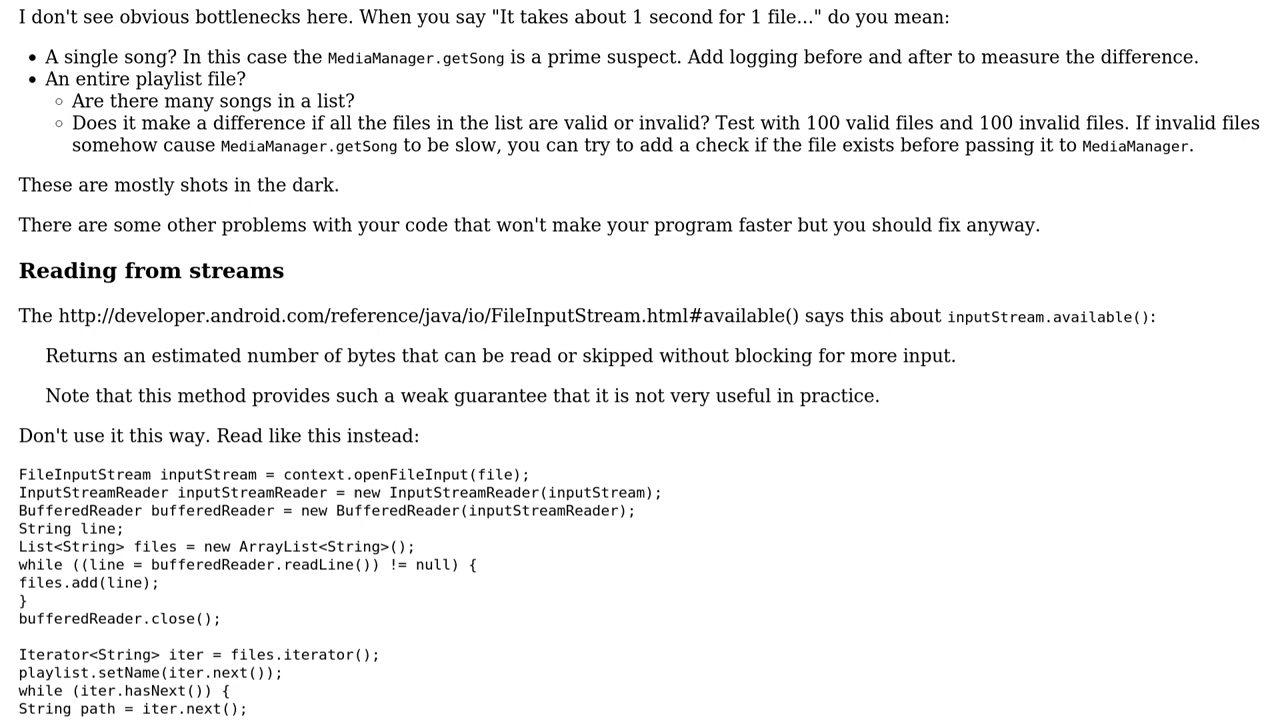 I don't see obvious bottlenecks here. When you say "It takes about 1 second for 1 file..." do you mean:
• A single song? In this case the MediaManager.getSong is a prime suspect. Add logging before and after to measure the difference.
• An entire playlist file?
◦ Are there many songs in a list?
◦ Does it make a difference if all the files in the list are valid or invalid? Test with 100 valid files and 100 invalid files. If invalid files
somehow cause MediaManager.getSong to be slow, you can try to add a check if the file exists before passing it to MediaManager.
These are mostly shots in the dark.
There are some other problems with your code that won't make your program faster but you should fix anyway.
Reading from streams
The http://developer.android.com/reference/java/io/FileInputStream.html#available() says this about inputStream.available():
Returns an estimated number of bytes that can be read or skipped without blocking for more input.
Note that this method provides such a weak guarantee that it is not very useful in practice.
Don't use it this way. Read like this instead:
FileInputStream inputStream = context.openFileInput(file);
InputStreamReader inputStreamReader = new InputStreamReader(inputStream);
BufferedReader bufferedReader = new BufferedReader(inputStreamReader);
String line;
List<String> files = new ArrayList<String>();
while ((line = bufferedReader.readLine()) != null) {
files.add(line);
}
bufferedReader.close();
Iterator<String> iter = files.iterator();
playlist.setName(iter.next());
while (iter.hasNext()) {
String path = iter.next();